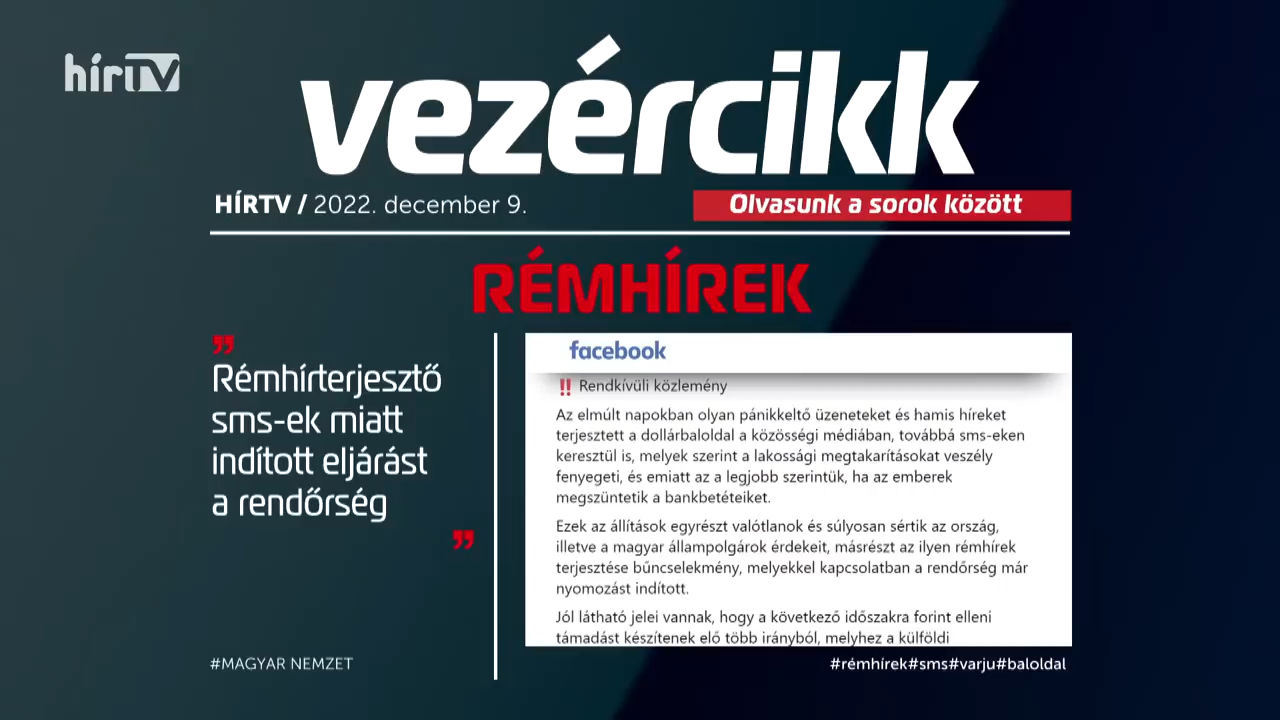 hírTV
vezércikk
HÍRTV / 2022. december 9.
Olvasunk a sorok között
RÉMHÍREK
”
Rémhírterjesztő
sms-ek miatt
indított eljárást
a rendőrség
”
#MAGYAR NEMZET
facebook
‼ Rendkívüli közlemény
Az elmúlt napokban olyan pánikkeltő üzeneteket és hamis híreket
terjesztett a dollárbaloldal a közösségi médiában, továbbá sms-eken
keresztül is, melyek szerint a lakossági megtakarításokat veszély
fenyegeti, és emiatt az a legjobb szerintük, ha az emberek
megszüntetik a bankbetéteiket.
Ezek az állítások egyrészt valótlanok és súlyosan sértik az ország,
illetve a magyar állampolgárok érdekeit, másrészt az ilyen rémhírek
terjesztése bűncselekmény, melyekkel kapcsolatban a rendőrség már
nyomozást indított.
Jól látható jelei vannak, hogy a következő időszakra forint elleni
támadást készítenek elő több irányból, melyhez a külföldi
#rémhírek#sms#varju#baloldal